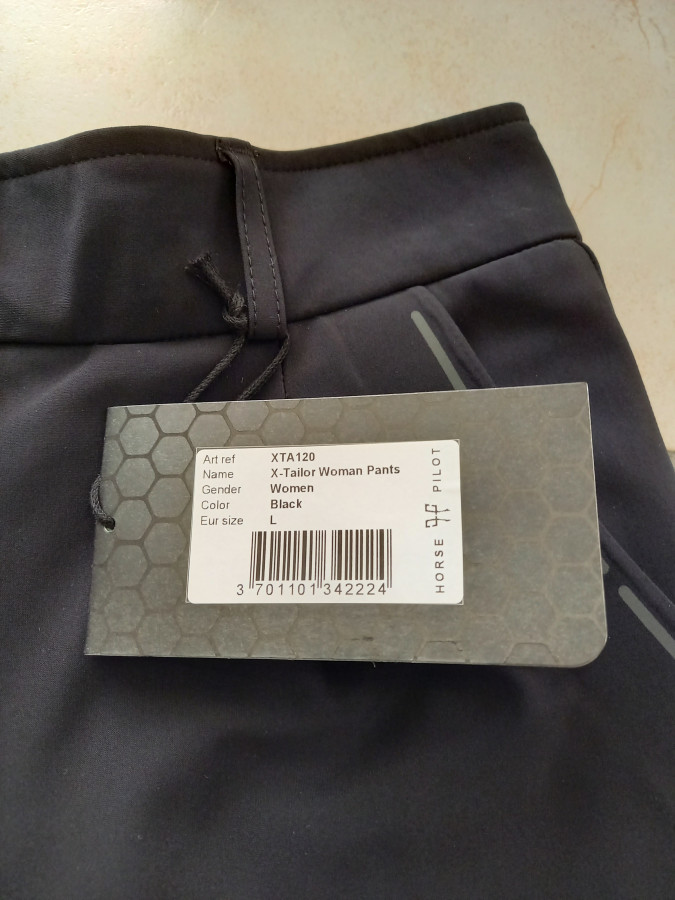 Art ref XTA120
Name X-Tailor Woman Pants
Gender Women
Color Black
Eur size L
3 701101 342224
HORSE PILOT